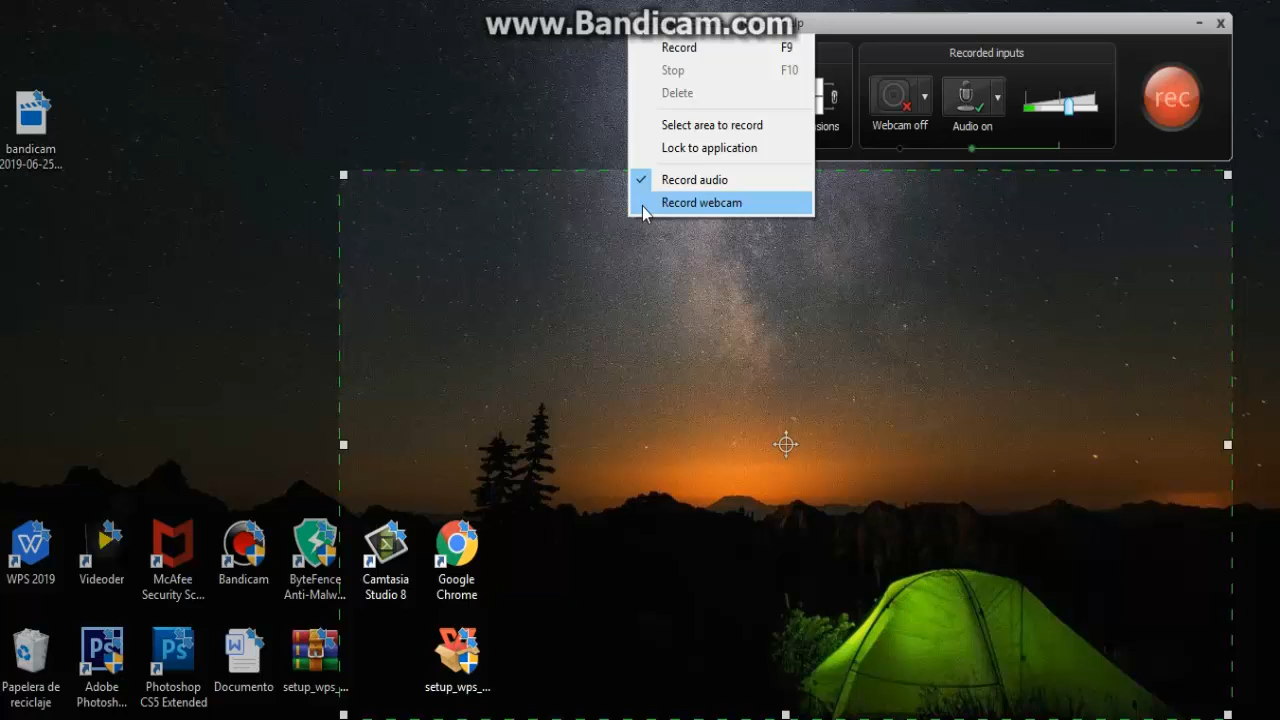 www.Bandicam.com
Record F9
Stop F10
Delete
Select area to record
Lock to application
Record audio
Record webcam
Recorded inputs
Webcam off
Audio on
rec
bandicam
2019-06-25...
WPS 2019
Videoder
McAfee
Security Sc...
Bandicam
ByteFence
Anti-Malw...
Camtasia
Studio 8
Google
Chrome
Papelera de
reciclaje
Adobe
Photosh...
Photoshop
CS5 Extended
Documento
setup_wps_...
setup_wps_...